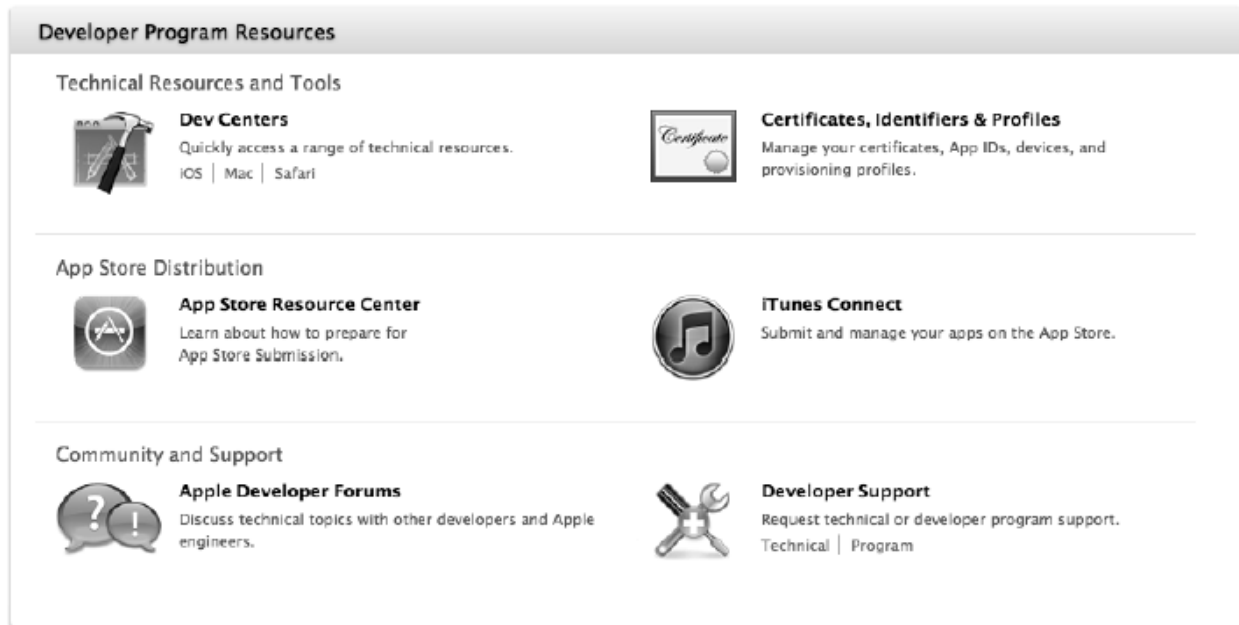 Developer Program Resources
Technical Resources and Tools
Dev Centers
Quickly access a range of technical resources.
iOS | Mac | Safari
Certificate
Certificates, Identifiers & Profiles
Manage your certificates, App IDs, devices, and
provisioning profiles.
App Store Distribution
App Store Resource Center
Learn about how to prepare for
App Store Submission.
iTunes Connect
Submit and manage your apps on the App Store.
Community and Support
? !
Apple Developer Forums
Discuss technical topics with other developers and Apple
engineers.
Developer Support
Request technical or developer program support.
Technical | Program